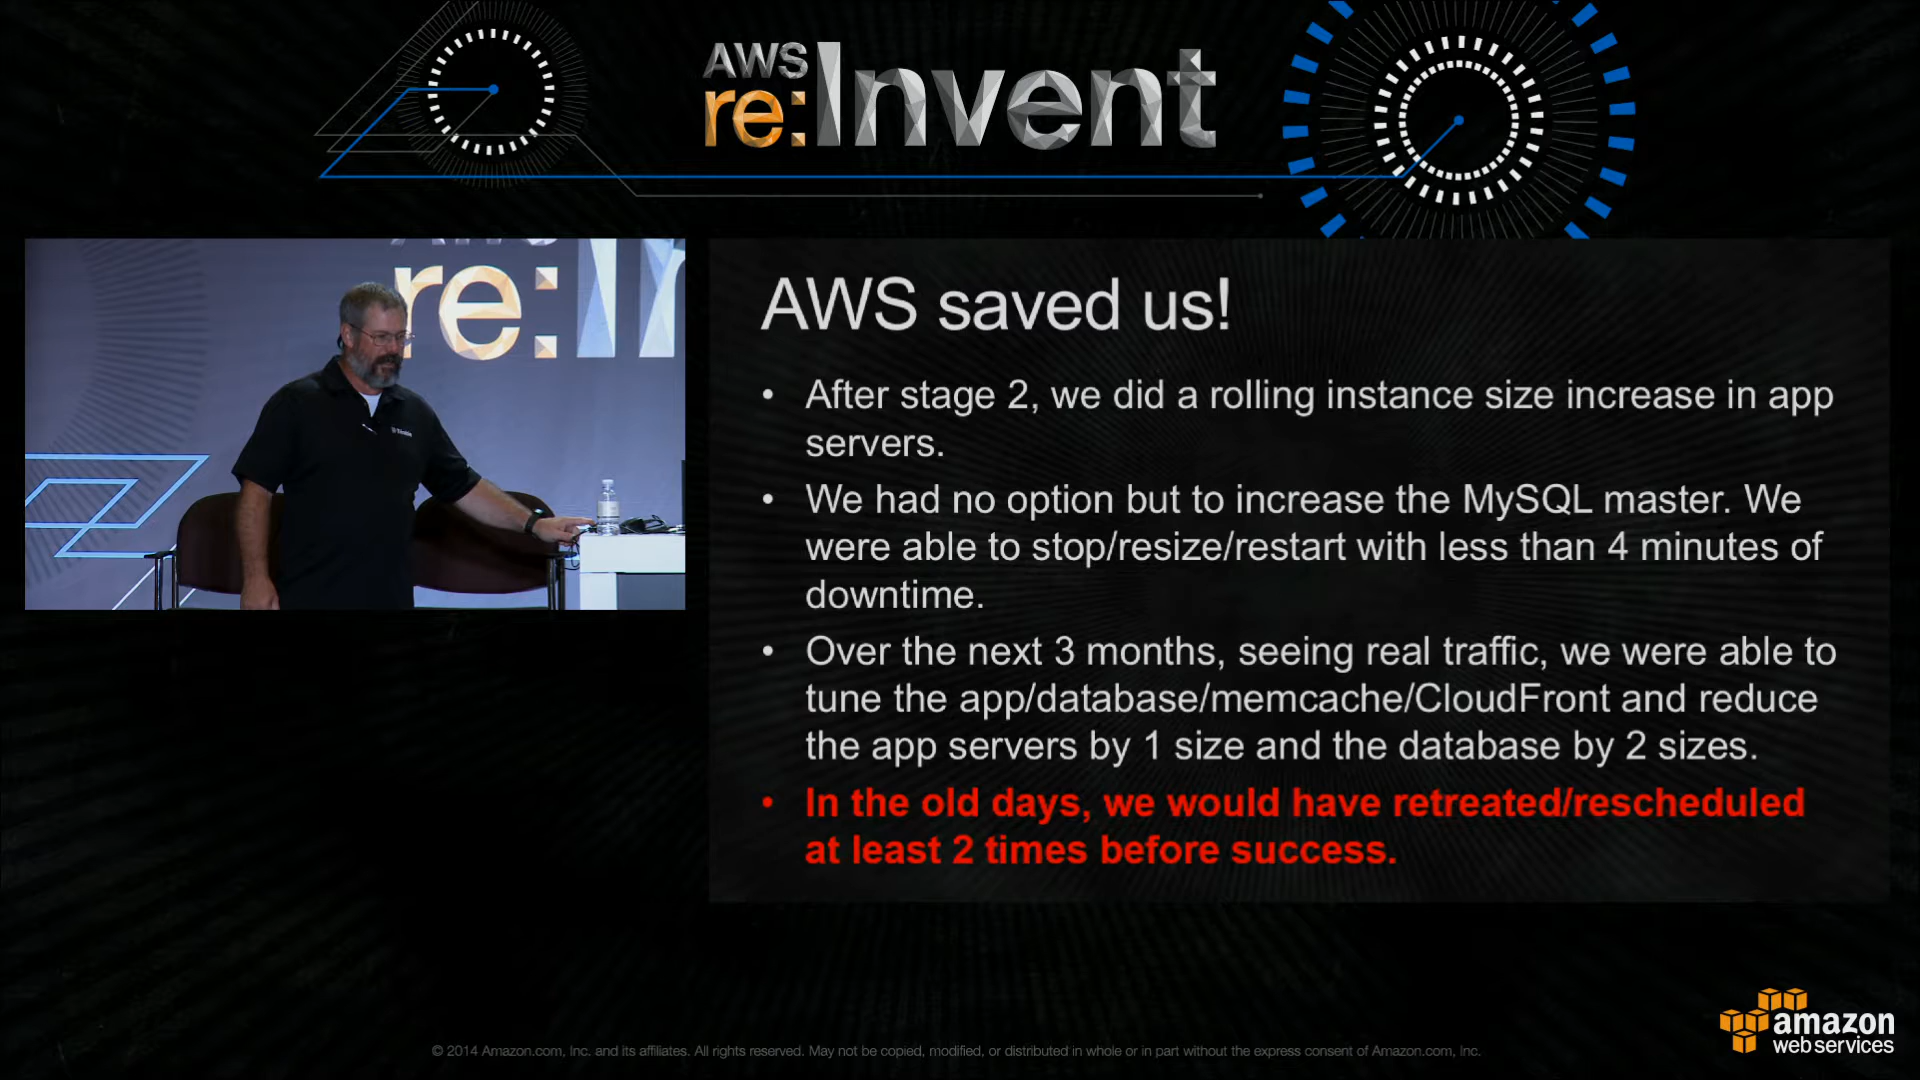 AWS
re:Invent
re:In
AWS saved us!
• After stage 2, we did a rolling instance size increase in app
servers.
• We had no option but to increase the MySQL master. We
were able to stop/resize/restart with less than 4 minutes of
downtime.
• Over the next 3 months, seeing real traffic, we were able to
tune the app/database/memcache/CloudFront and reduce
the app servers by 1 size and the database by 2 sizes.
• In the old days, we would have retreated/rescheduled
at least 2 times before success.
amazon
web services
© 2014 Amazon.com, Inc. and its affiliates. All rights reserved. May not be copied, modified, or distributed in whole or in part without the express consent of Amazon.com, Inc.